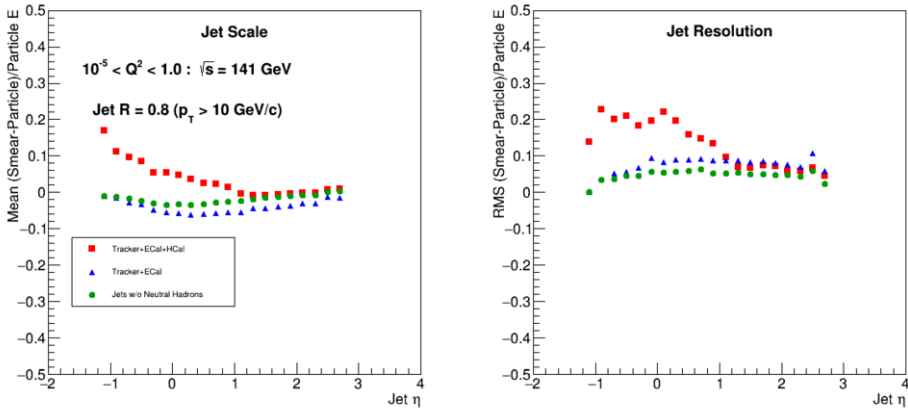 Jet Scale
10⁻⁵ < Q² < 1.0 : √s = 141 GeV
Jet R = 0.8 (p_T > 10 GeV/c)
Mean (Smear-Particle)/Particle E
0.5
0.4
0.3
0.2
0.1
0
−0.1
−0.2
−0.3
−0.4
−0.5
Tracker+ECal+HCal
Tracker+ECal
Jets w/o Neutral Hadrons
−2 −1 0 1 2 3 4
Jet η
Jet Resolution
RMS (Smear-Particle)/Particle E
0.5
0.4
0.3
0.2
0.1
0
−0.1
−0.2
−0.3
−0.4
−0.5
−2 −1 0 1 2 3 4
Jet η